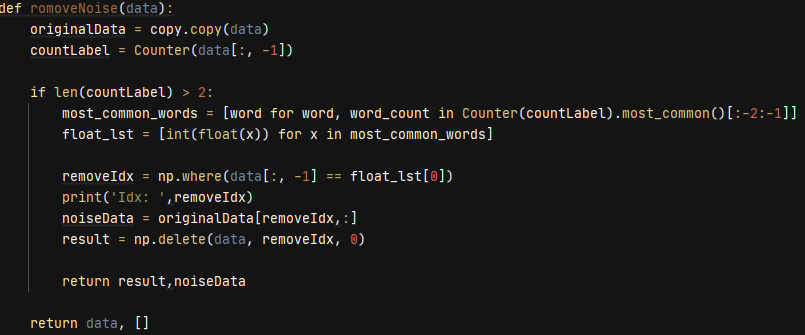 def romoveNoise(data):
    originalData = copy.copy(data)
    countLabel = Counter(data[:, -1])
    if len(countLabel) > 2:
        most_common_words = [word for word, word_count in Counter(countLabel).most_common()[:-2:-1]]
        float_lst = [int(float(x)) for x in most_common_words]
        removeIdx = np.where(data[:, -1] == float_lst[0])
        print('Idx: ',removeIdx)
        noiseData = originalData[removeIdx,:]
        result = np.delete(data, removeIdx, 0)
        return result,noiseData
    return data, []